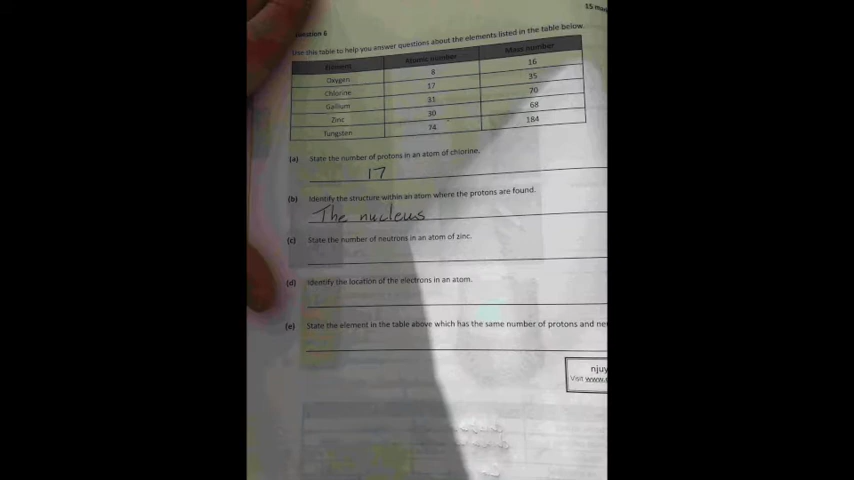 15
Question 6
Use this table to help you answer questions about the elements listed in the table below.
Element Atomic number Mass number
Oxygen 8 16
Chlorine 17 35
Gallium 31 70
Zinc 30 68
Tungsten 74 184
(a) State the number of protons in an atom of chlorine.
17
(b) Identify the structure within an atom where the protons are found.
The nucleus
(c) State the number of neutrons in an atom of zinc.
(d) Identify the location of the electrons in an atom.
(e) State the element in the table above which has the same number of protons and ne
njuy
Visit www.